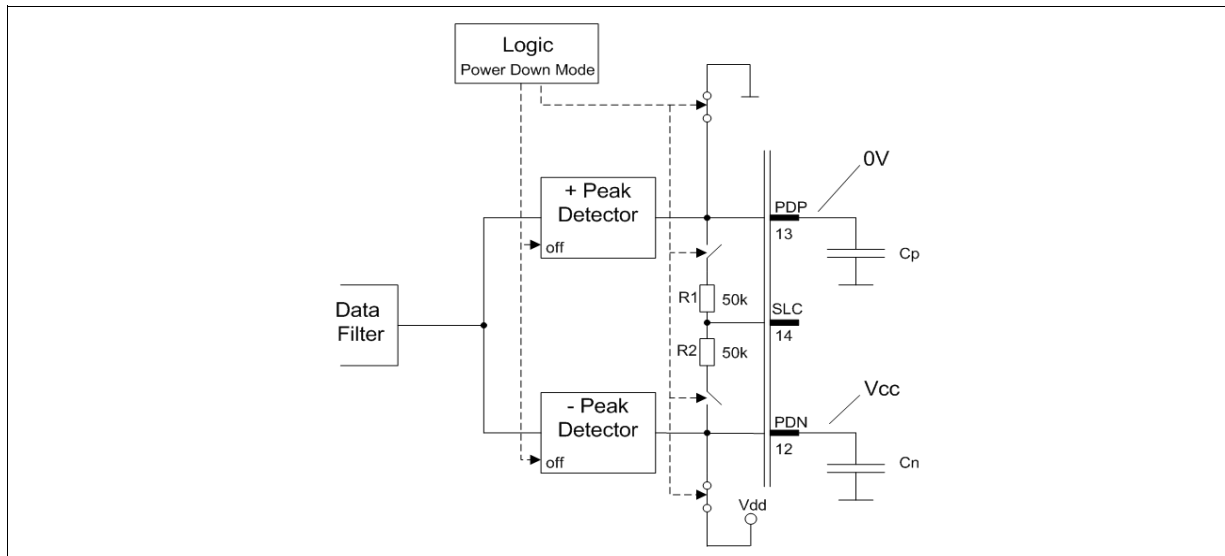 Logic
Power Down Mode
0V
+ Peak
Detector
off
PDP
13
Cp
R1
50k
Data
Filter
SLC
14
R2
50k
Vcc
- Peak
Detector
off
PDN
12
Cn
Vdd